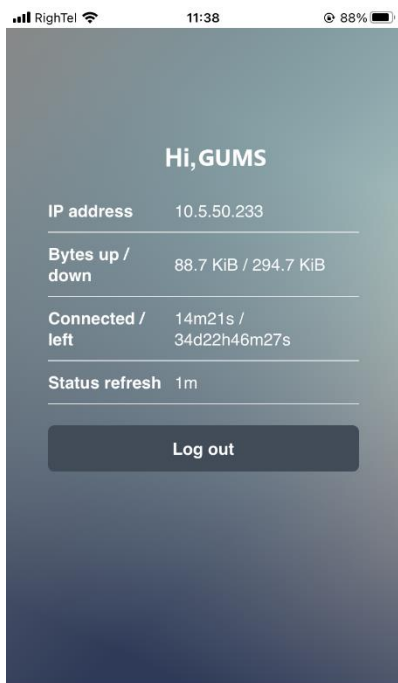 RighTel 11:38 88%
Hi,GUMS
IP address 10.5.50.233
Bytes up /
down
88.7 KiB / 294.7 KiB
Connected /
left
14m21s /
34d22h46m27s
Status refresh 1m
Log out